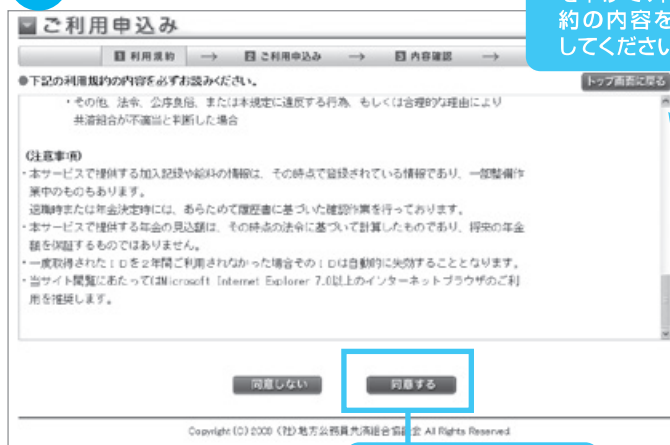 約の内容を
してください
ご利用申込み
1 利用規約 → 2 ご利用申込み → 3 内容確認 →
●下記の利用規約の内容を必ずお読みください。
トップ画面に戻る
・その他、法令、公序良俗、または本規定に違反する行為、もしくは合理的な理由により
共済組合が不適当と判断した場合
(注意事項)
・本サービスで提供する加入記録や給料の情報は、その時点で登録されている情報であり、一部整備作
業中のものもあります。
退職時または年金決定時には、あらためて履歴書に基づいた確認作業を行っております。
・本サービスで提供する年金の見込額は、その時点の法令に基づいて計算したものであり、将来の年金
額を保証するものではありません。
・一度取得されたIDを2年間ご利用されなかった場合そのIDは自動的に失効することとなります。
・当サイト閲覧にあたってはMicrosoft Internet Explorer 7.0以上のインターネットブラウザのご利
用を推奨します。
同意しない
同意する
Copyright (C) 2008 (社)地方公務員共済組合協議会 All Rights Reserved